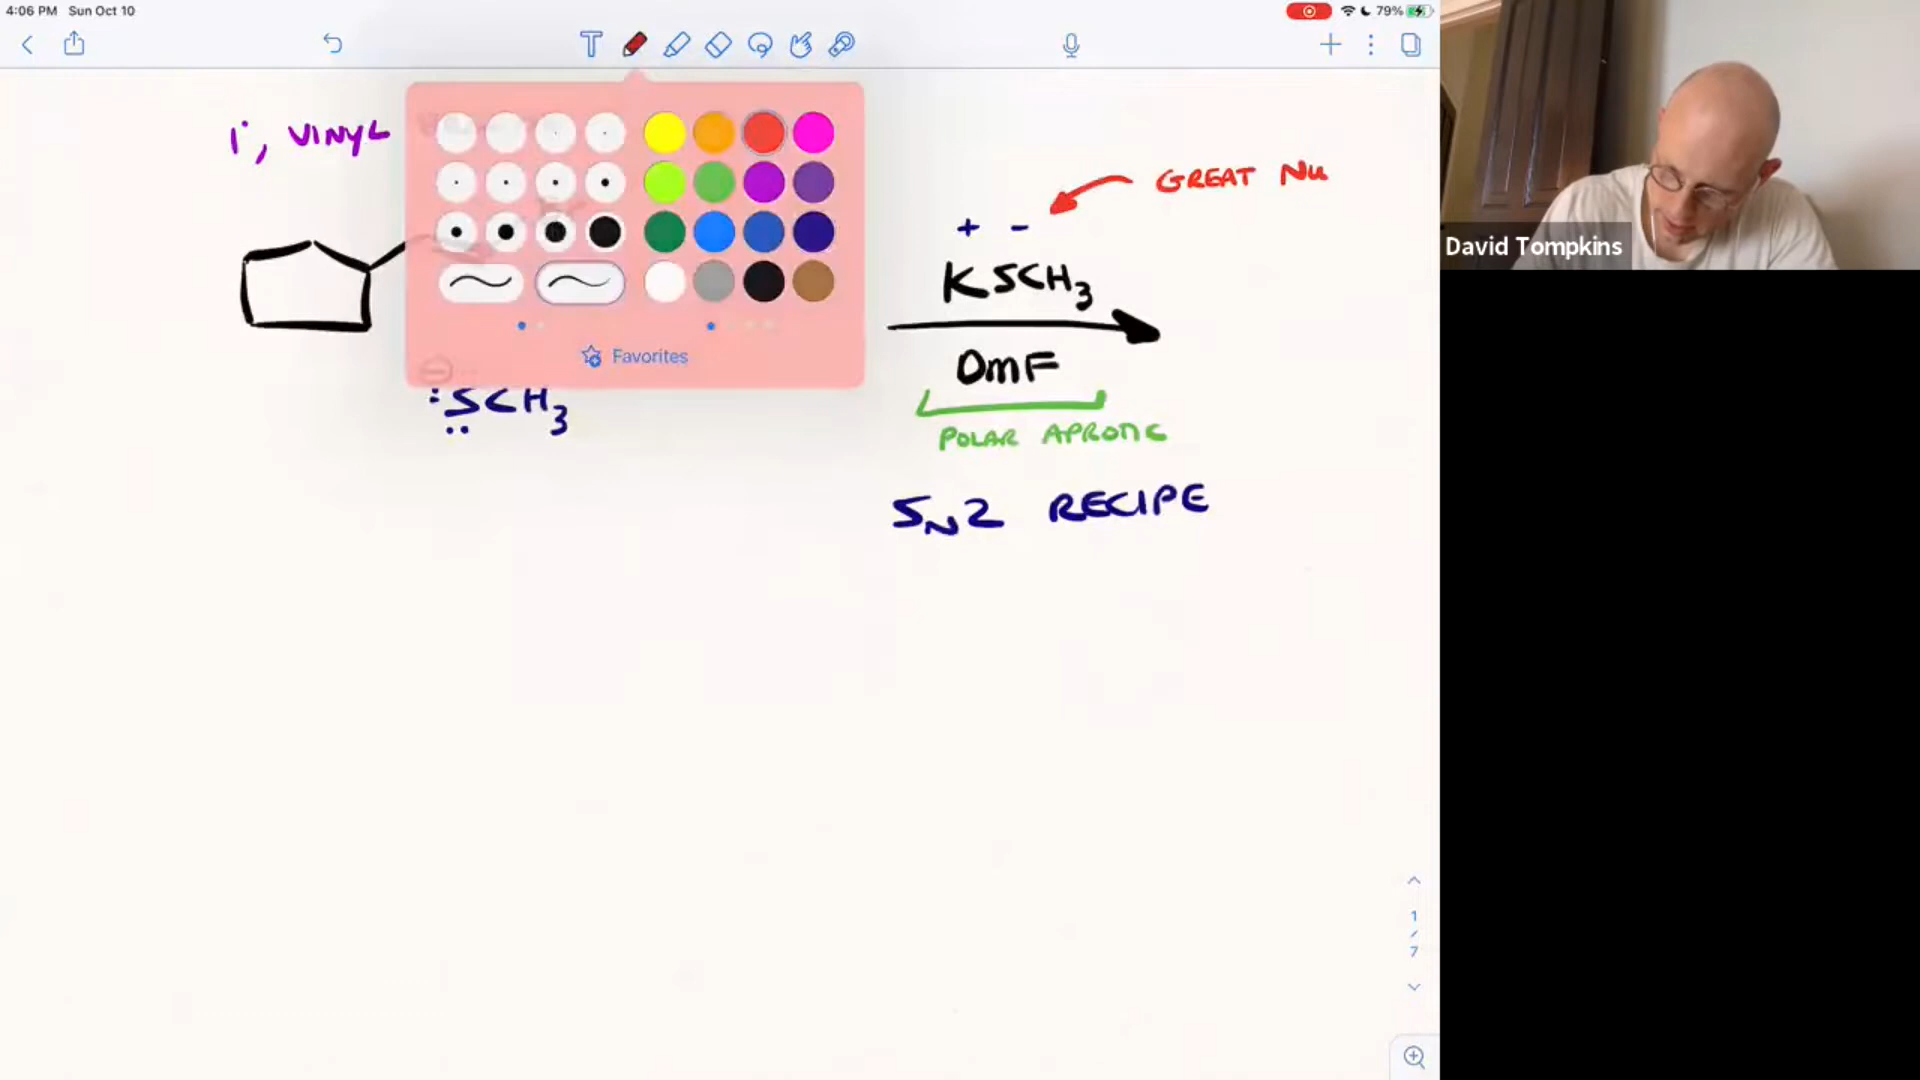 4:06 PM Sun Oct 10
79%
1°, VINYL
GREAT Nu
+ -
KSCH3
DMF
POLAR APROTIC
:SCH3
SN2 RECIPE
Favorites
David Tompkins
1
7